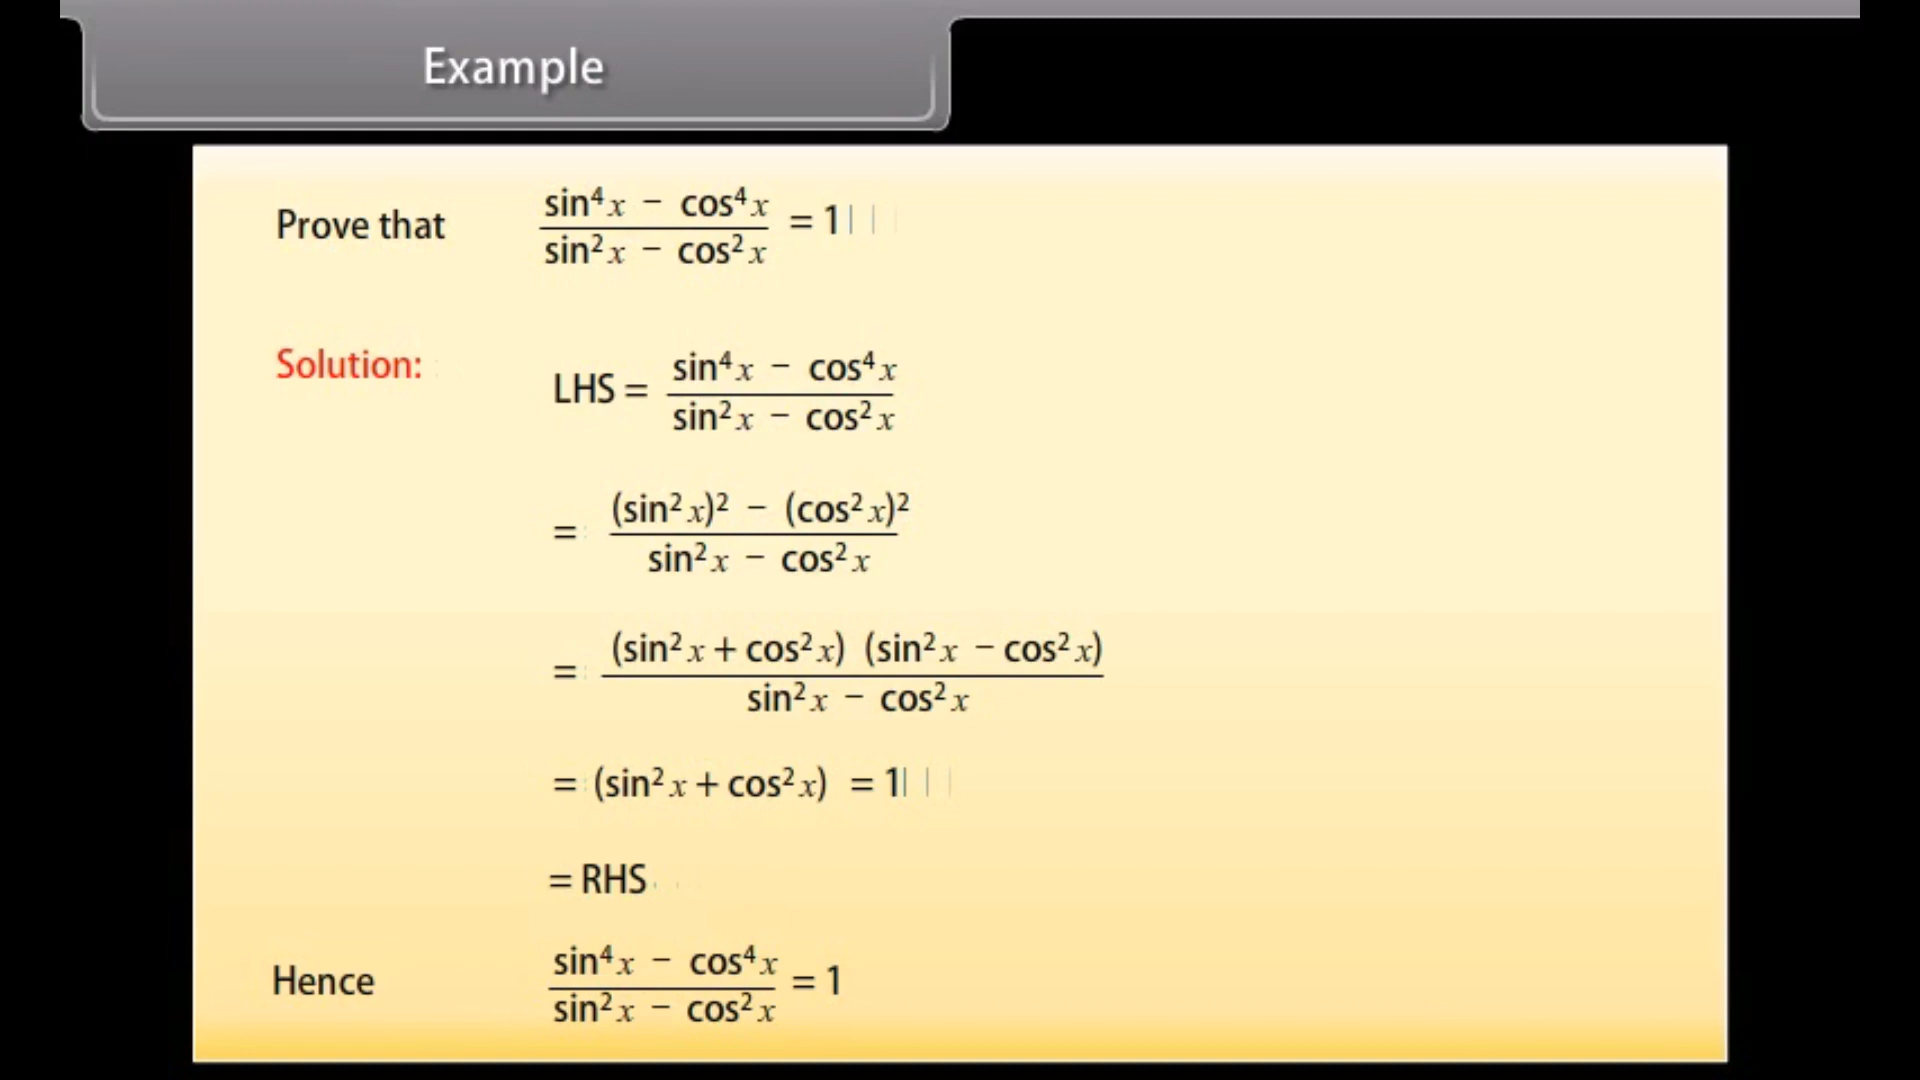 Example
Prove that (sin⁴x − cos⁴x)/(sin²x − cos²x) = 1
Solution: LHS = (sin⁴x − cos⁴x)/(sin²x − cos²x)
= ((sin²x)² − (cos²x)²)/(sin²x − cos²x)
= ((sin²x + cos²x) (sin²x − cos²x))/(sin²x − cos²x)
= (sin²x + cos²x) = 1
= RHS
Hence (sin⁴x − cos⁴x)/(sin²x − cos²x) = 1